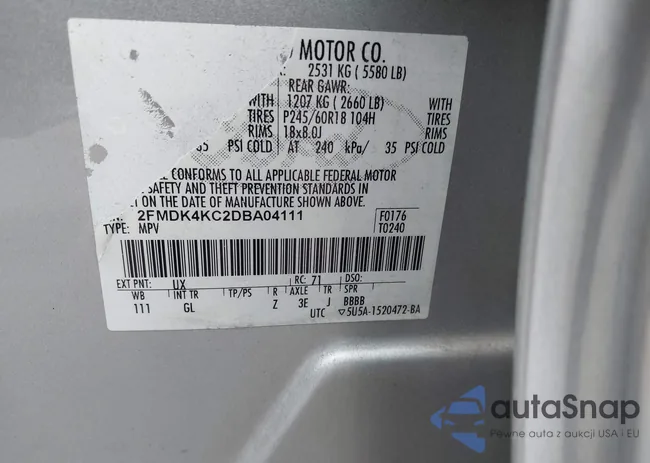 MOTOR CO.
2531 KG ( 5580 LB)
REAR GAWR:
WITH 1207 KG ( 2660 LB) WITH
TIRES P245/60R18 104H TIRES
RIMS 18x8.0J RIMS
PSI COLD AT 240 kPa/ 35 PSI COLD
CONFORMS TO ALL APPLICABLE FEDERAL MOTOR
SAFETY AND THEFT PREVENTION STANDARDS IN
ON THE DATE OF MANUFACTURE SHOWN ABOVE.
2FMDK4KC2DBA04111 F0176
TYPE: MPV T0240
EXT PNT: UX RC: 71 DSO:
WB INT TR TP/PS R AXLE TR SPR
111 GL Z 3E J BBBB
UTC ▽5U5A-1520472-BA
autoSnap
Pewne auta z aukcji USA i EU